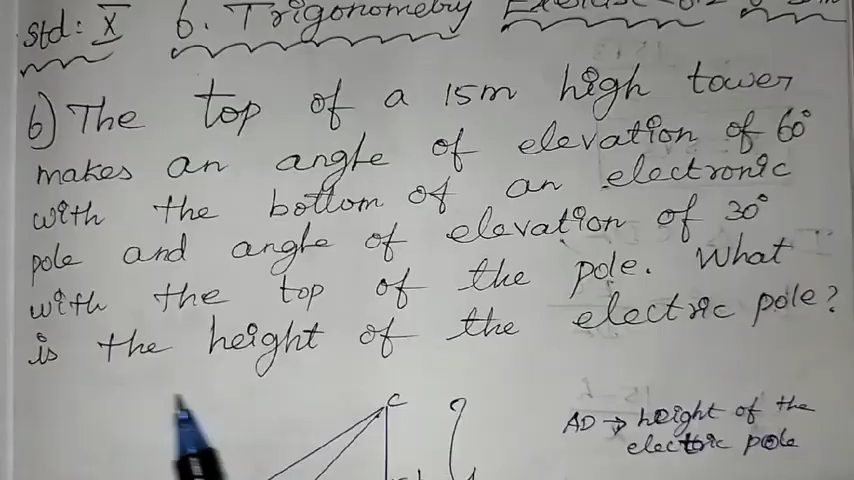 Std: X 6. Trigonometry
6) The top of a 15m high tower
makes an angle of elevation of 60°
with the bottom of an electronic
pole and angle of elevation of 30°
with the top of the pole. What
is the height of the electric pole?
C
AD → height of the
electric pole